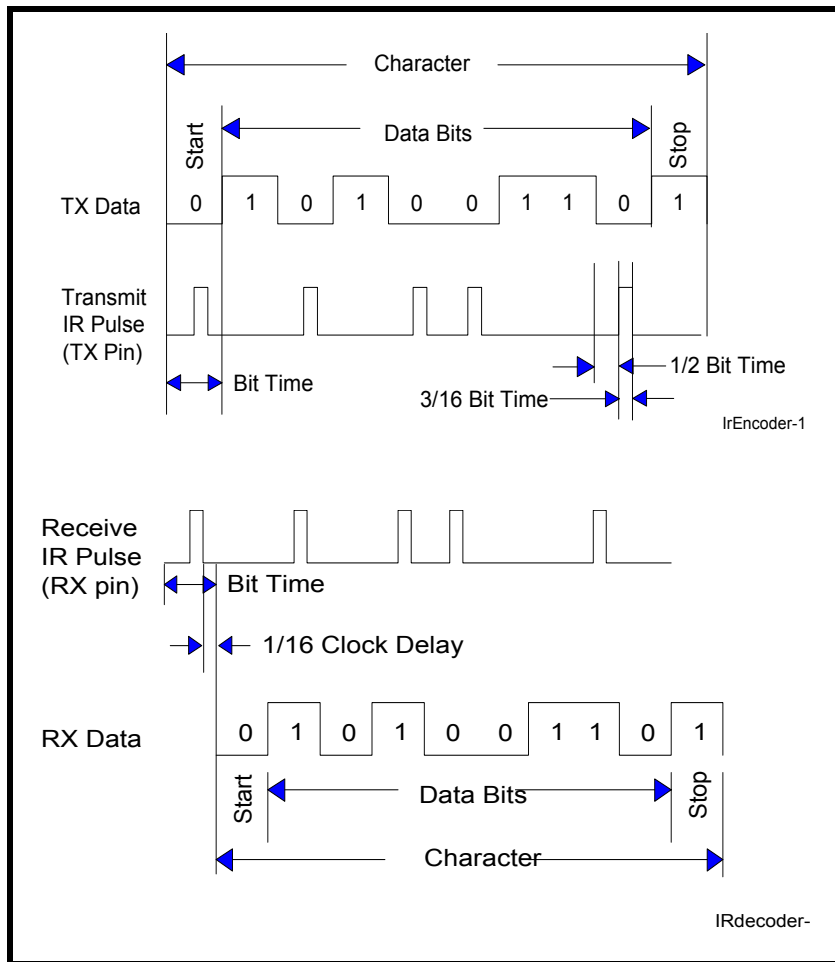 Character
Start
Data Bits
Stop
TX Data
0 1 0 1 0 0 1 1 0 1
Transmit
IR Pulse
(TX Pin)
Bit Time
1/2 Bit Time
3/16 Bit Time
IrEncoder-1
Receive
IR Pulse
(RX pin)
Bit Time
1/16 Clock Delay
RX Data
0 1 0 1 0 0 1 1 0 1
Start
Data Bits
Stop
Character
IRdecoder-